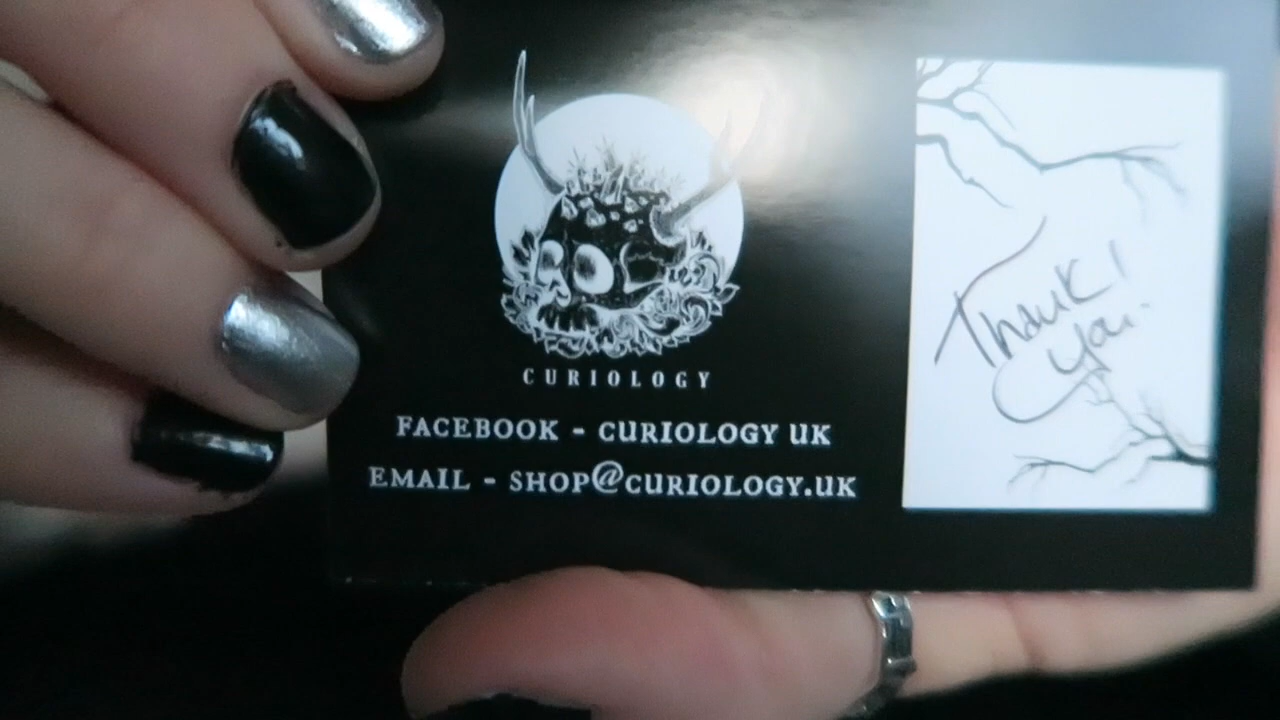 CURIOLOGY
FACEBOOK - CURIOLOGY UK
EMAIL - SHOP@CURIOLOGY.UK
Thank!
you.